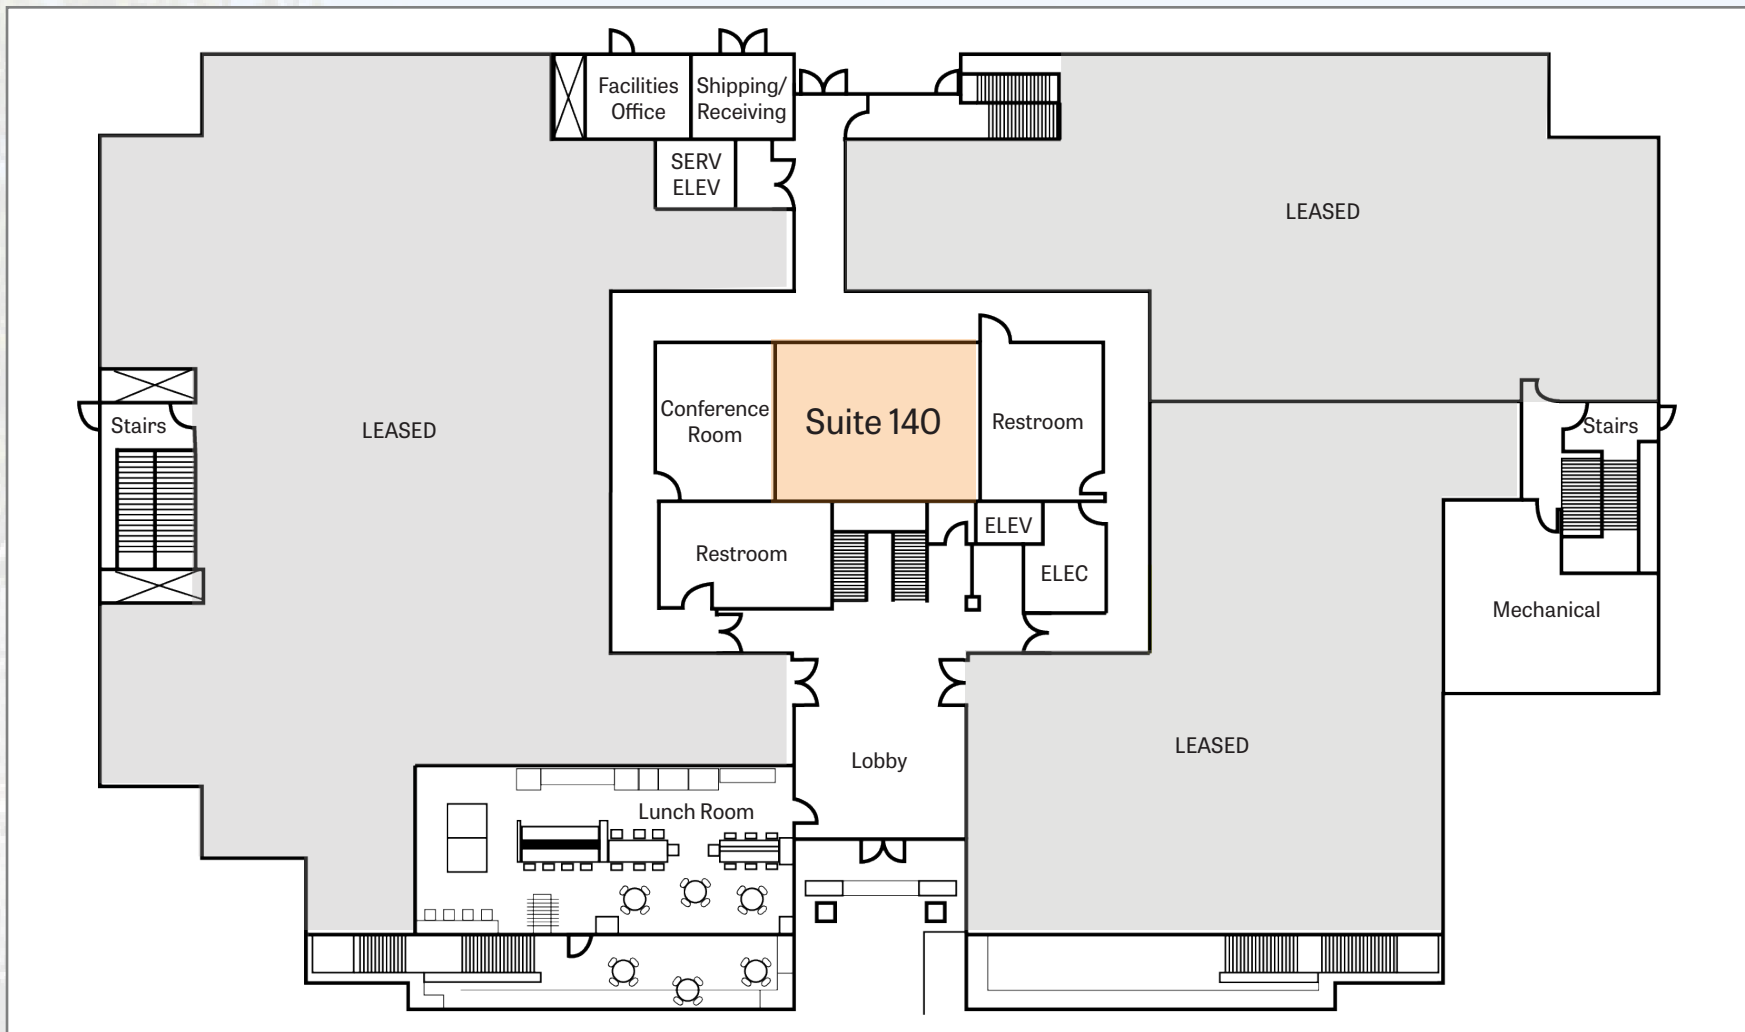 Facilities
Office
Shipping/
Receiving
SERV
ELEV
LEASED
LEASED
Stairs
Conference
Room
Suite 140
Restroom
Stairs
LEASED
Restroom
ELEV
ELEC
Mechanical
Lobby
LEASED
Lunch Room